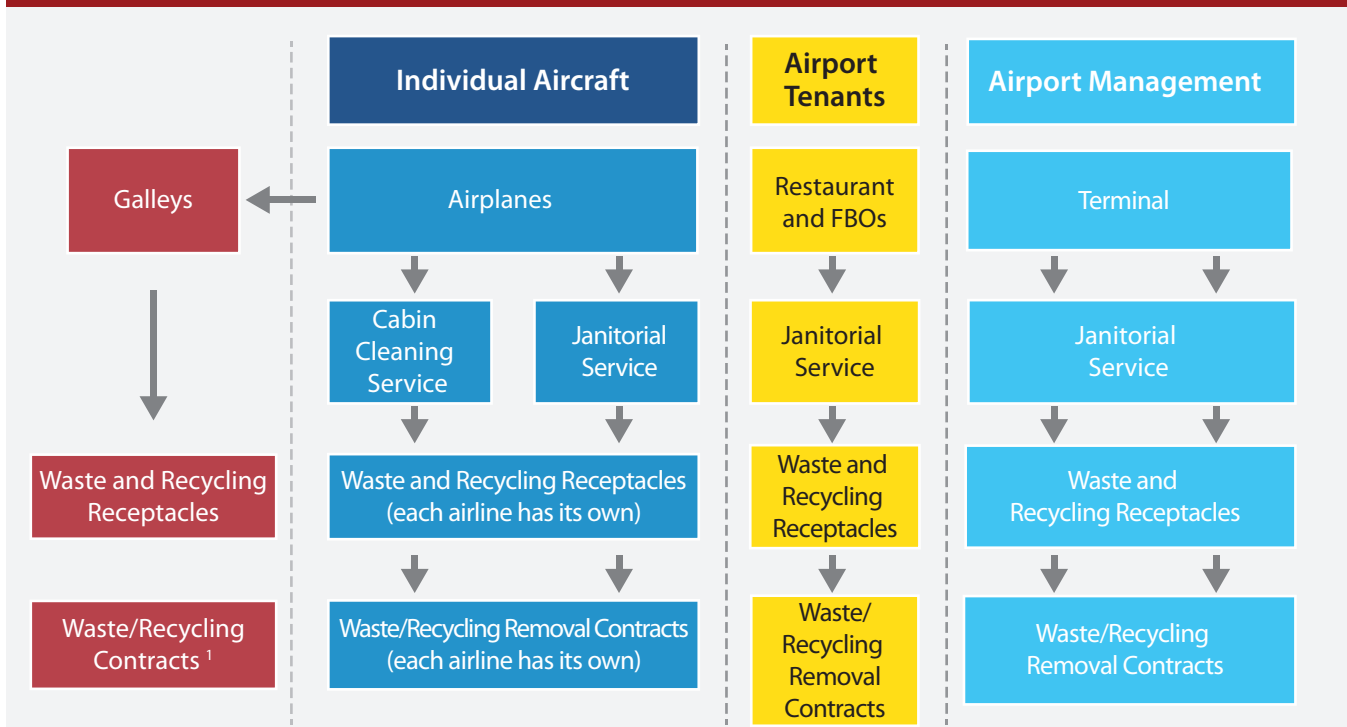 Individual Aircraft
Airport
Tenants
Airport Management
Galleys
Airplanes
Restaurant
and FBOs
Terminal
Cabin
Cleaning
Service
Janitorial
Service
Janitorial
Service
Janitorial
Service
Waste and Recycling
Receptacles
Waste and Recycling Receptacles
(each airline has its own)
Waste and
Recycling
Receptacles
Waste and
Recycling Receptacles
Waste/Recycling
Contracts ¹
Waste/Recycling Removal Contracts
(each airline has its own)
Waste/
Recycling
Removal
Contracts
Waste/Recycling
Removal Contracts